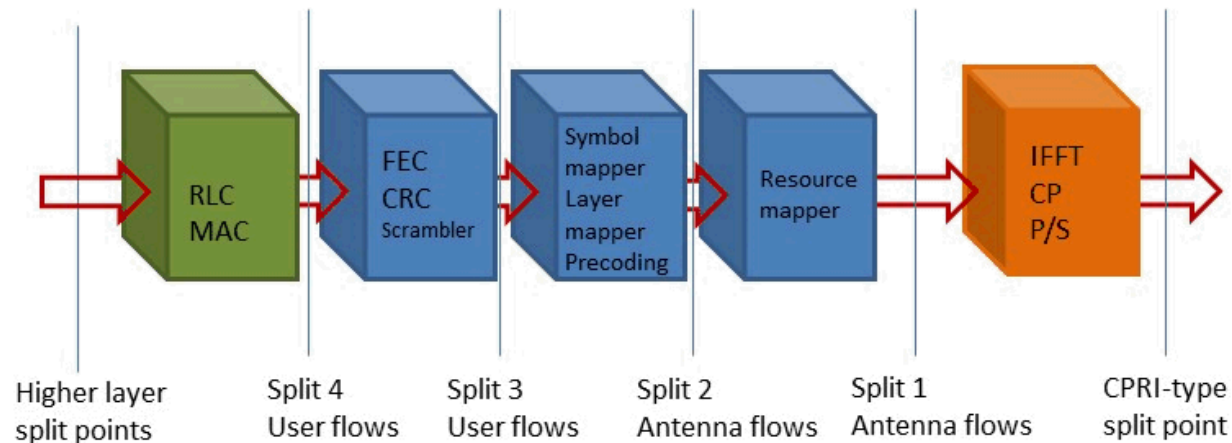 RLC
MAC
FEC
CRC
Scrambler
Symbol
mapper
Layer
mapper
Precoding
Resource
mapper
IFFT
CP
P/S
Higher layer
split points
Split 4
User flows
Split 3
User flows
Split 2
Antenna flows
Split 1
Antenna flows
CPRI-type
split point